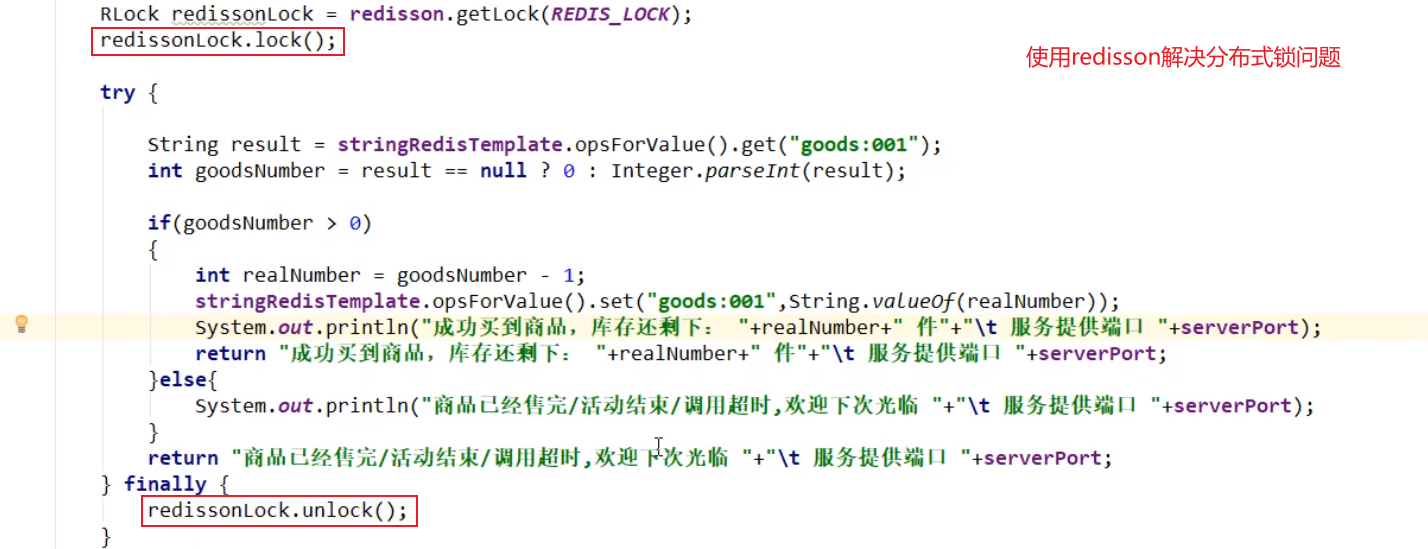 RLock redissonLock = redisson.getLock(REDIS_LOCK);
redissonLock.lock();
使用redisson解决分布式锁问题
try {
String result = stringRedisTemplate.opsForValue().get("goods:001");
int goodsNumber = result == null ? 0 : Integer.parseInt(result);
if(goodsNumber > 0)
{
int realNumber = goodsNumber - 1;
stringRedisTemplate.opsForValue().set("goods:001",String.valueOf(realNumber));
System.out.println("成功买到商品，库存还剩下： "+realNumber+" 件"+"\t 服务提供端口 "+serverPort);
return "成功买到商品，库存还剩下： "+realNumber+" 件"+"\t 服务提供端口 "+serverPort;
}else{
System.out.println("商品已经售完/活动结束/调用超时,欢迎下次光临 "+"\t 服务提供端口 "+serverPort);
}
return "商品已经售完/活动结束/调用超时,欢迎下次光临 "+"\t 服务提供端口 "+serverPort;
} finally {
redissonLock.unlock();
}